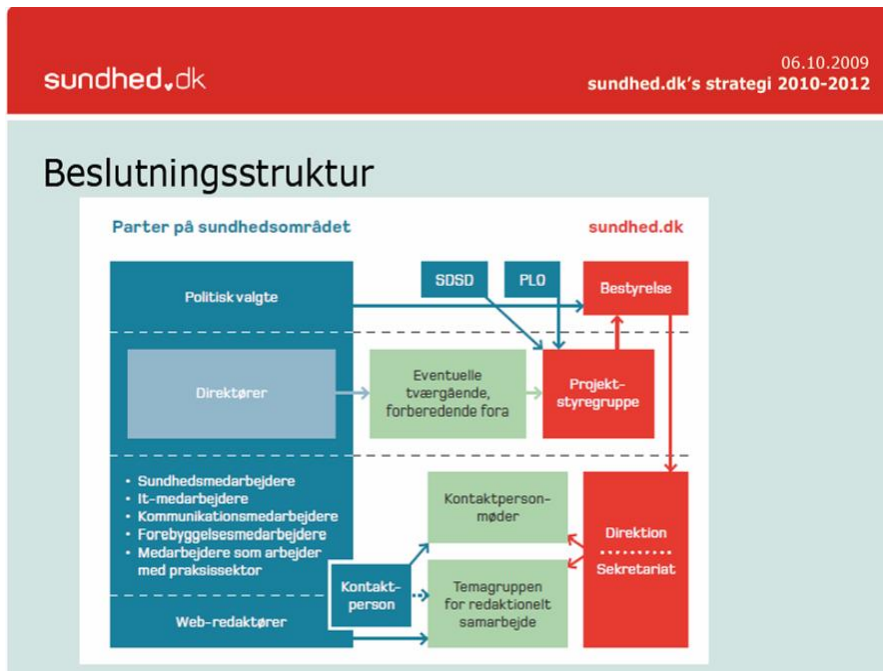 sundhed.dk
06.10.2009
sundhed.dk's strategi 2010-2012
Beslutningsstruktur
Parter på sundhedsområdet
sundhed.dk
Politisk valgte
SDSD
PLO
Bestyrelse
Direktører
Eventuelle
tværgående,
forberedende fora
Projekt-
styregruppe
• Sundhedsmedarbejdere
• It-medarbejdere
• Kommunikationsmedarbejdere
• Forebyggelsesmedarbejdere
• Medarbejdere som arbejder
med praksissektor
Kontaktperson-
møder
Direktion
Sekretariat
Kontakt-
person
Temagruppen
for redaktionelt
samarbejde
Web-redaktører